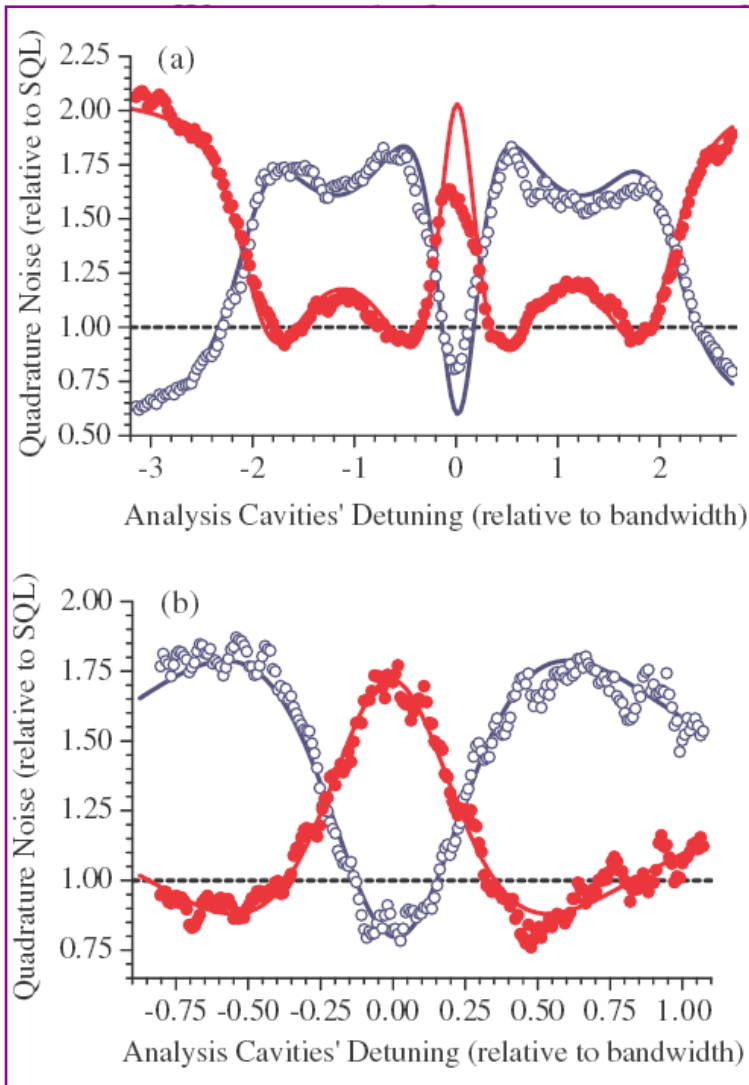 (a)
Quadrature Noise (relative to SQL)
2.25
2.00
1.75
1.50
1.25
1.00
0.75
0.50
-3 -2 -1 0 1 2
Analysis Cavities' Detuning (relative to bandwidth)
(b)
Quadrature Noise (relative to SQL)
2.00
1.75
1.50
1.25
1.00
0.75
-0.75 -0.50 -0.25 0.00 0.25 0.50 0.75 1.00
Analysis Cavities' Detuning (relative to bandwidth)